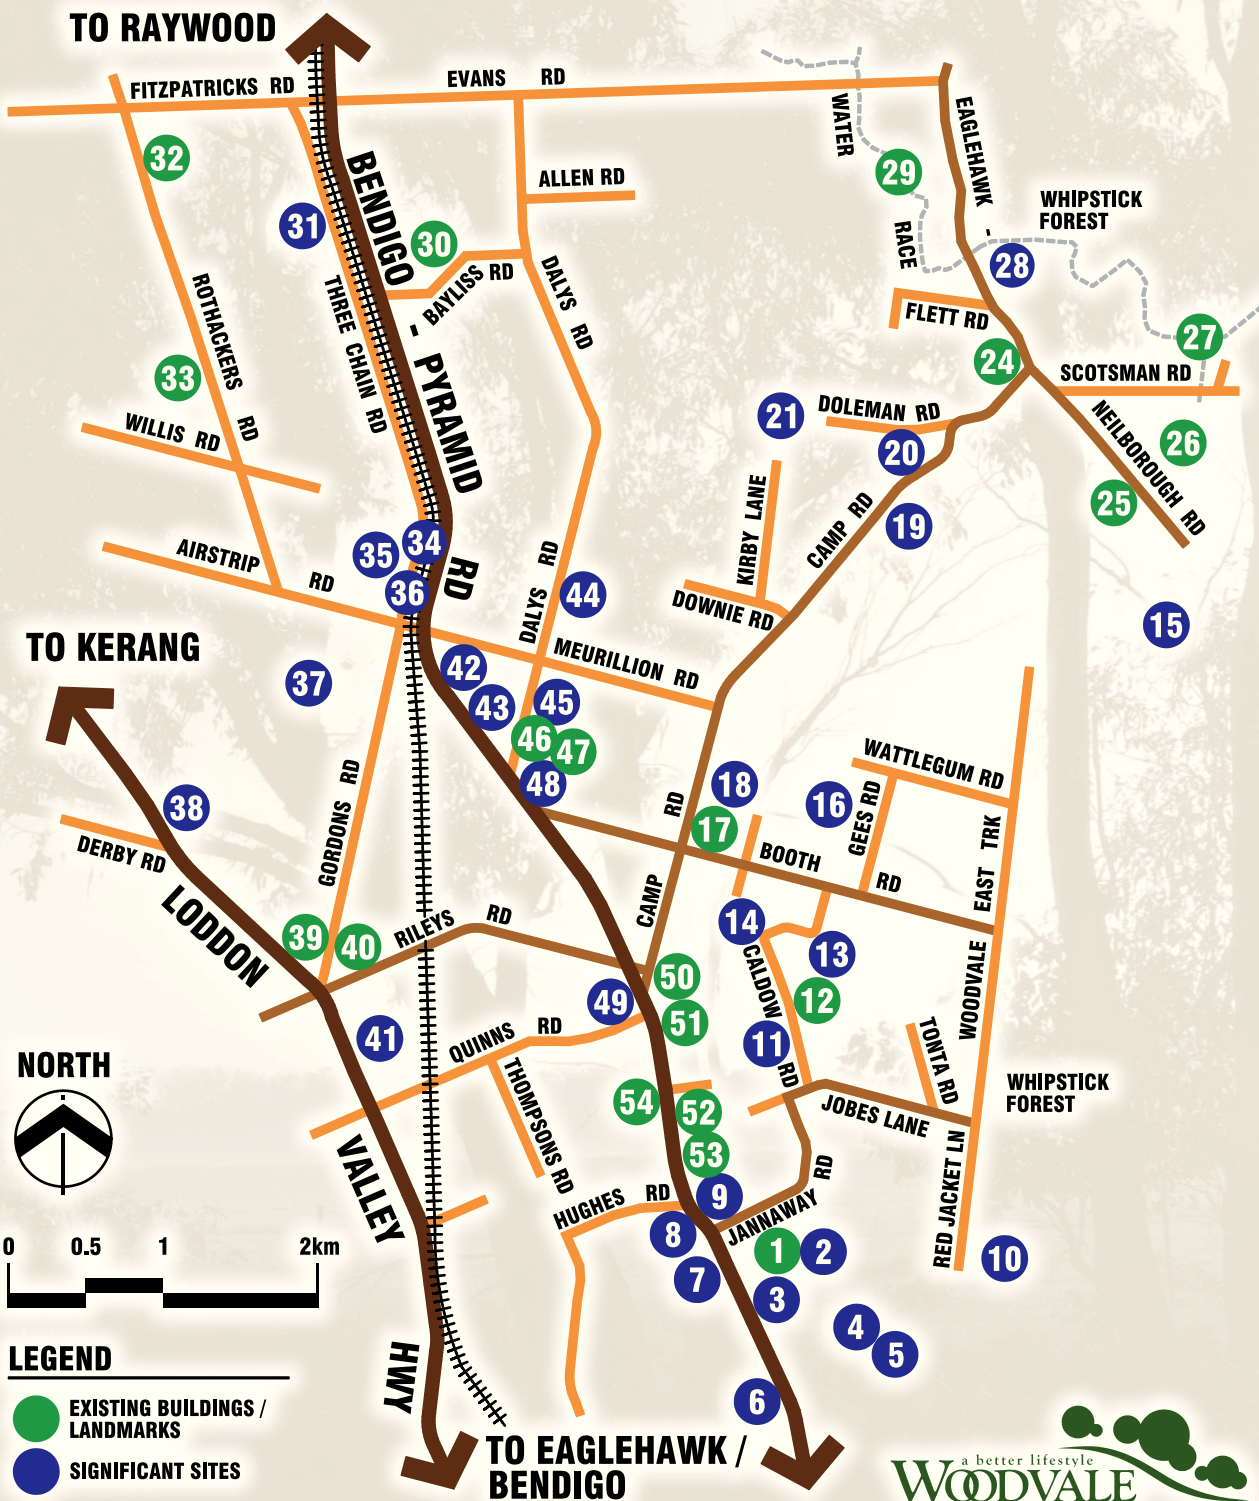 TO RAYWOOD
FITZPATRICKS RD
EVANS RD
WATER
RACE
EAGLEHAWK -
NEILBOROUGH RD
32
29
ALLEN RD
WHIPSTICK
FOREST
31
BENDIGO
- PYRAMID
RD
30
BAYLISS RD
DALYS RD
28
ROTHACKERS RD
THREE CHAIN RD
FLETT RD
27
24
SCOTSMAN RD
33
21
DOLEMAN RD
WILLIS RD
20
26
25
KIRBY LANE
CAMP RD
19
35
34
AIRSTRIP RD
36
DALYS RD
44
DOWNIE RD
15
TO KERANG
MEURILLION RD
42
37
43
45
46
47
48
WATTLEGUM RD
18
16
GEES RD
38
RD
17
GORDONS RD
DERBY RD
BOOTH RD
EAST TRK
LODDON
CAMP
RILEYS RD
39
40
14
13
CALDOW RD
WOODVALE
50
12
49
51
41
QUINNS RD
11
TONTA RD
NORTH
THOMPSONS RD
WHIPSTICK
FOREST
54
52
JOBES LANE
53
VALLEY
RED JACKET LN
HUGHES RD
9
JANNAWAY RD
8
1
2
10
0 0.5 1 2km
7
3
4
5
HWY
6
LEGEND
EXISTING BUILDINGS /
LANDMARKS
SIGNIFICANT SITES
TO EAGLEHAWK /
BENDIGO
a better lifestyle
WOODVALE